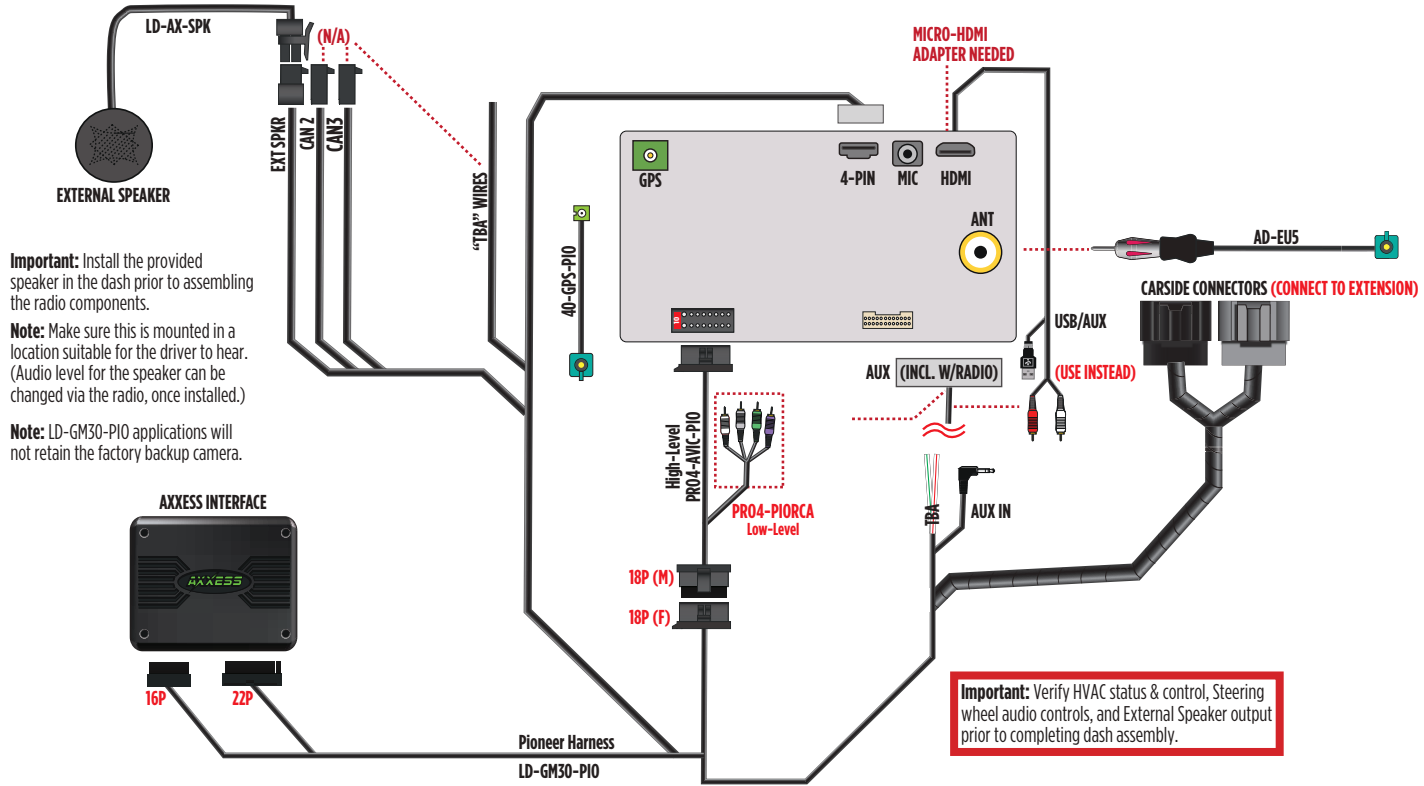 LD-AX-SPK
(N/A)
MICRO-HDMI
ADAPTER NEEDED
EXT SPKR
CAN 2
CAN3
"TBA" WIRES
EXTERNAL SPEAKER
GPS
4-PIN
MIC
HDMI
ANT
AD-EU5
40-GPS-PIO
10
Important: Install the provided
speaker in the dash prior to assembling
the radio components.
Note: Make sure this is mounted in a
location suitable for the driver to hear.
(Audio level for the speaker can be
changed via the radio, once installed.)
Note: LD-GM30-PIO applications will
not retain the factory backup camera.
CARSIDE CONNECTORS (CONNECT TO EXTENSION)
USB/AUX
AUX (INCL. W/RADIO)
(USE INSTEAD)
High-Level
PRO4-AVIC-PIO
PRO4-PIORCA
Low-Level
TBA
AUX IN
AXXESS INTERFACE
AXXESS
18P (M)
18P (F)
16P
22P
Pioneer Harness
LD-GM30-PIO
Important: Verify HVAC status & control, Steering
wheel audio controls, and External Speaker output
prior to completing dash assembly.